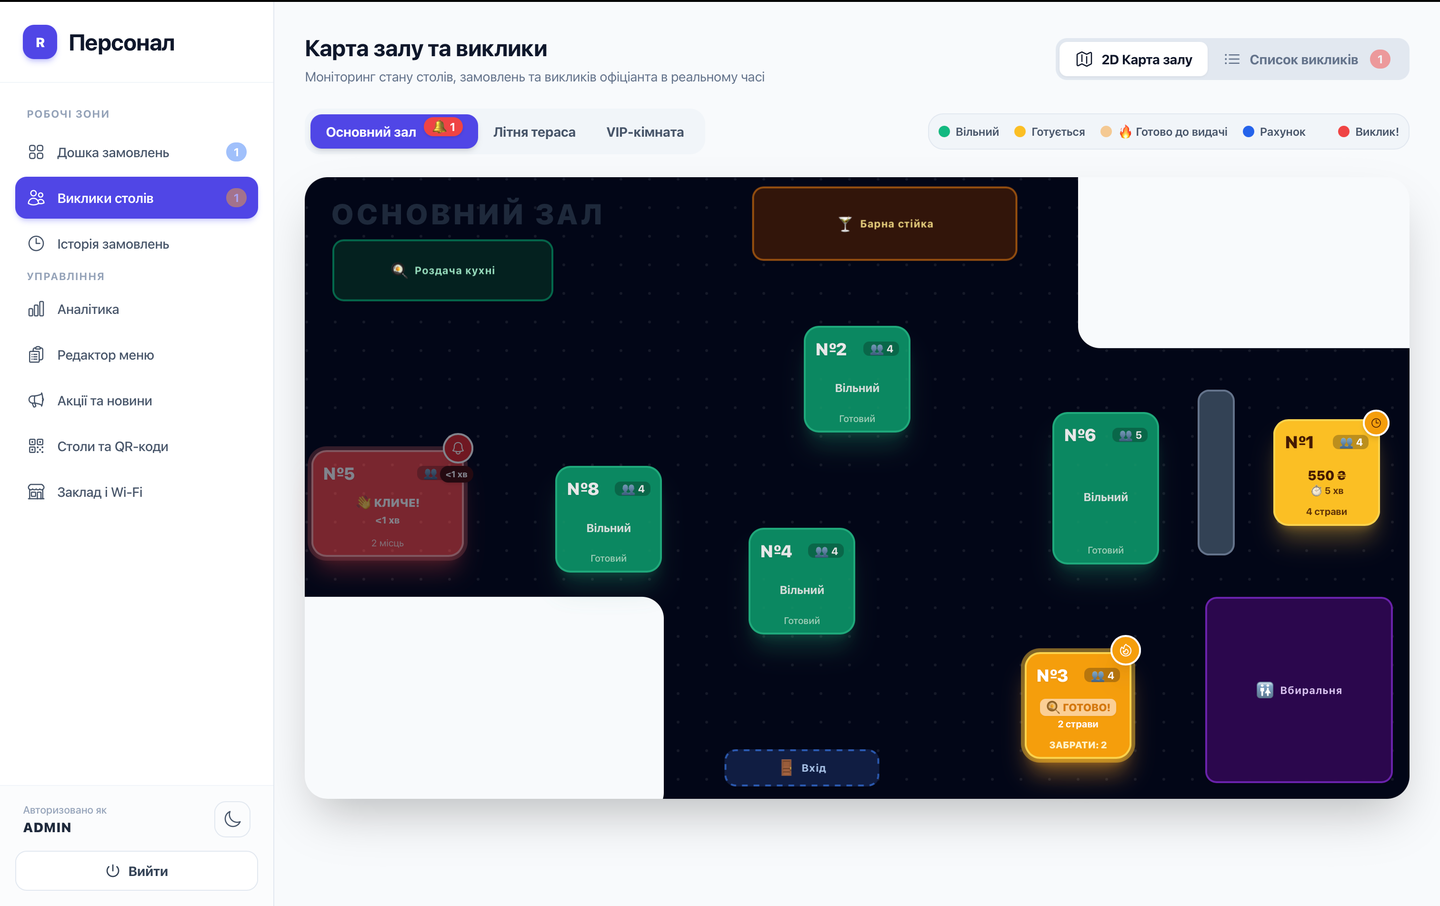 R Персонал
РОБОЧІ ЗОНИ
Дошка замовлень 1
Виклики столів 1
Історія замовлень
УПРАВЛІННЯ
Аналітика
Редактор меню
Акції та новини
Столи та QR-коди
Заклад і Wi-Fi
Авторизовано як
ADMIN
Вийти
Карта залу та виклики
Моніторинг стану столів, замовлень та викликів офіціанта в реальному часі
2D Карта залу
Список викликів 1
Основний зал 1
Літня тераса
VIP-кімната
Вільний
Готується
Готово до видачі
Рахунок
Виклик!
ОСНОВНИЙ ЗАЛ
Барна стійка
Роздача кухні
№2 4
Вільний
Готовий
№6 5
Вільний
Готовий
№1 4
550 ₴
5 хв
4 страви
№5 <1 хв
КЛИЧЕ!
<1 хв
2 місць
№8 4
Вільний
Готовий
№4 4
Вільний
Готовий
№3 4
ГОТОВО!
2 страви
ЗАБРАТИ: 2
Вбиральня
Вхід